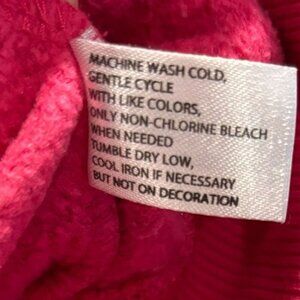 MACHINE WASH COLD,
GENTLE CYCLE
WITH LIKE COLORS,
ONLY NON-CHLORINE BLEACH
WHEN NEEDED
TUMBLE DRY LOW,
COOL IRON IF NECESSARY
BUT NOT ON DECORATION